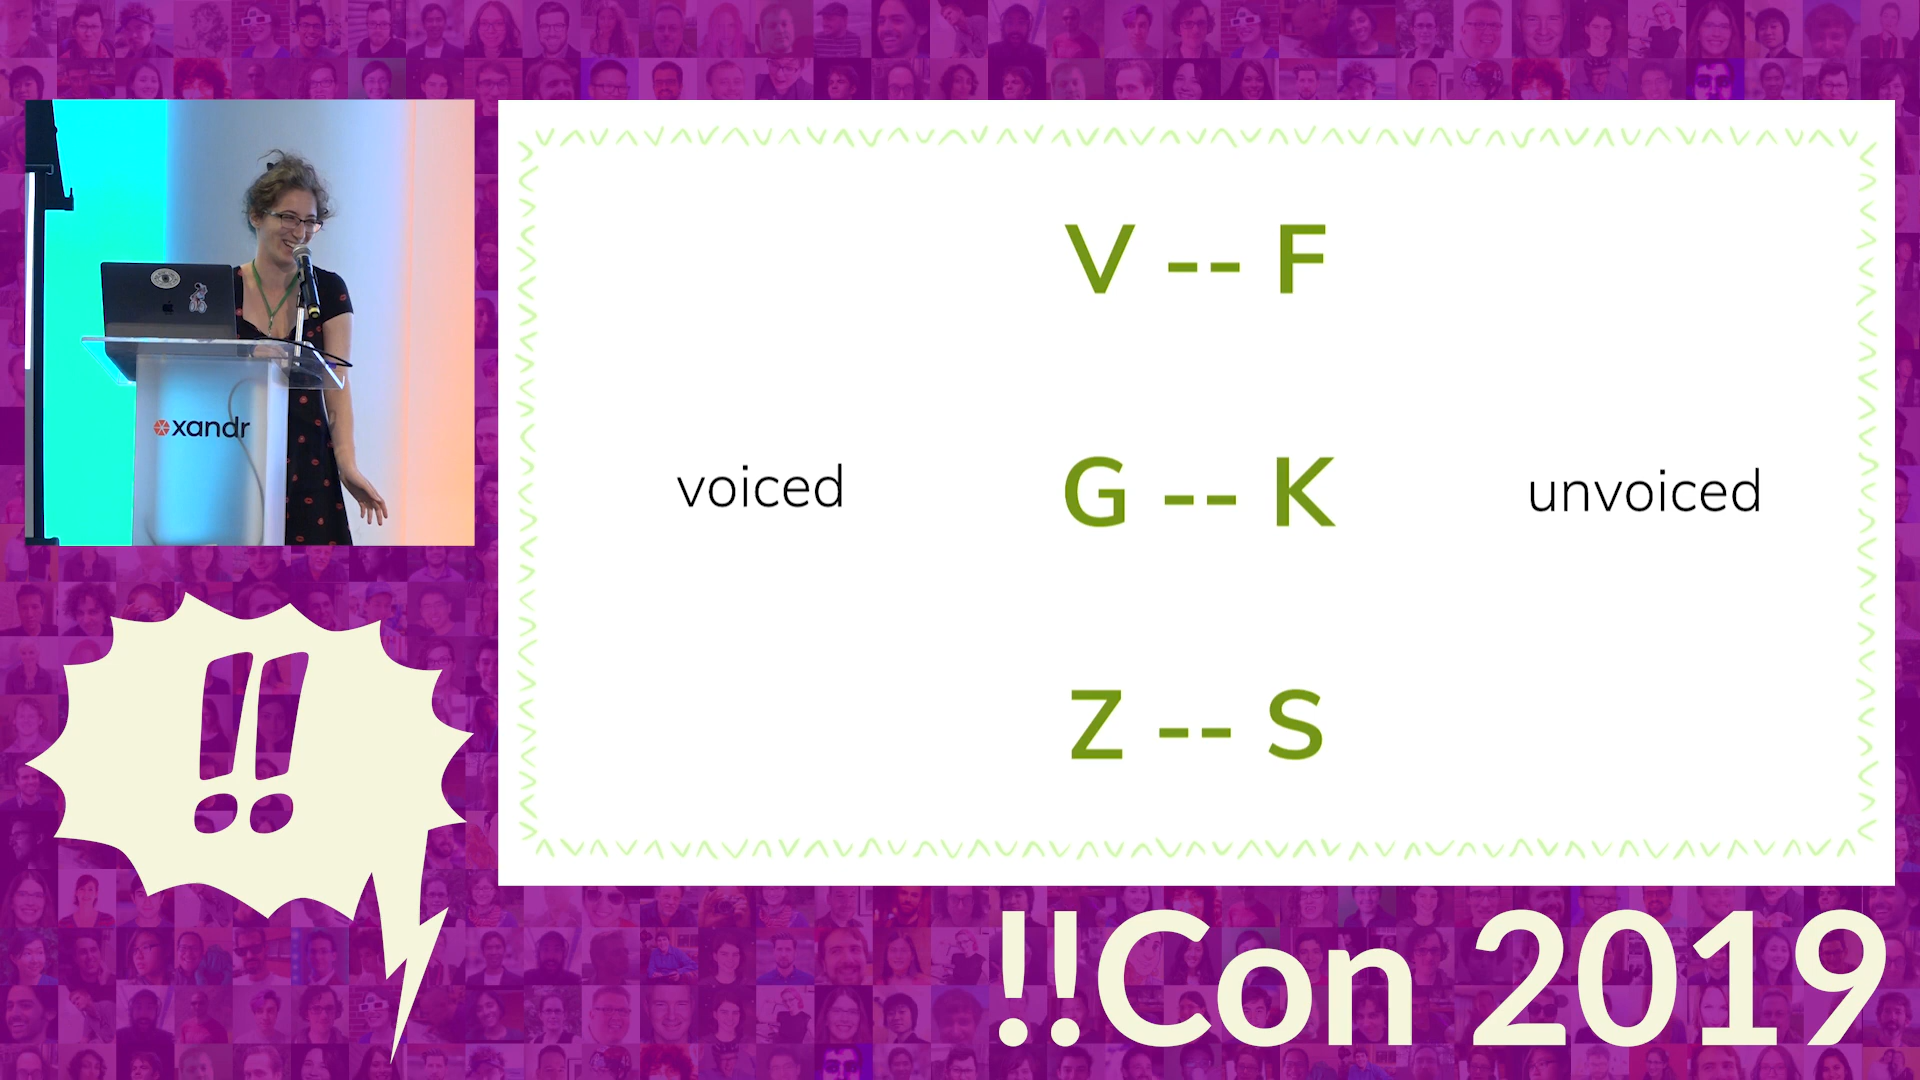 xandr
V -- F
voiced
G -- K
unvoiced
Z -- S
!!
!!Con 2019